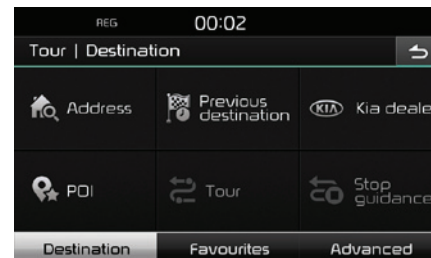 REG 00:02
Tour | Destination
Address
Previous
destination
KIA Kia deale
POI
Tour
Stop
guidance
Destination Favourites Advanced